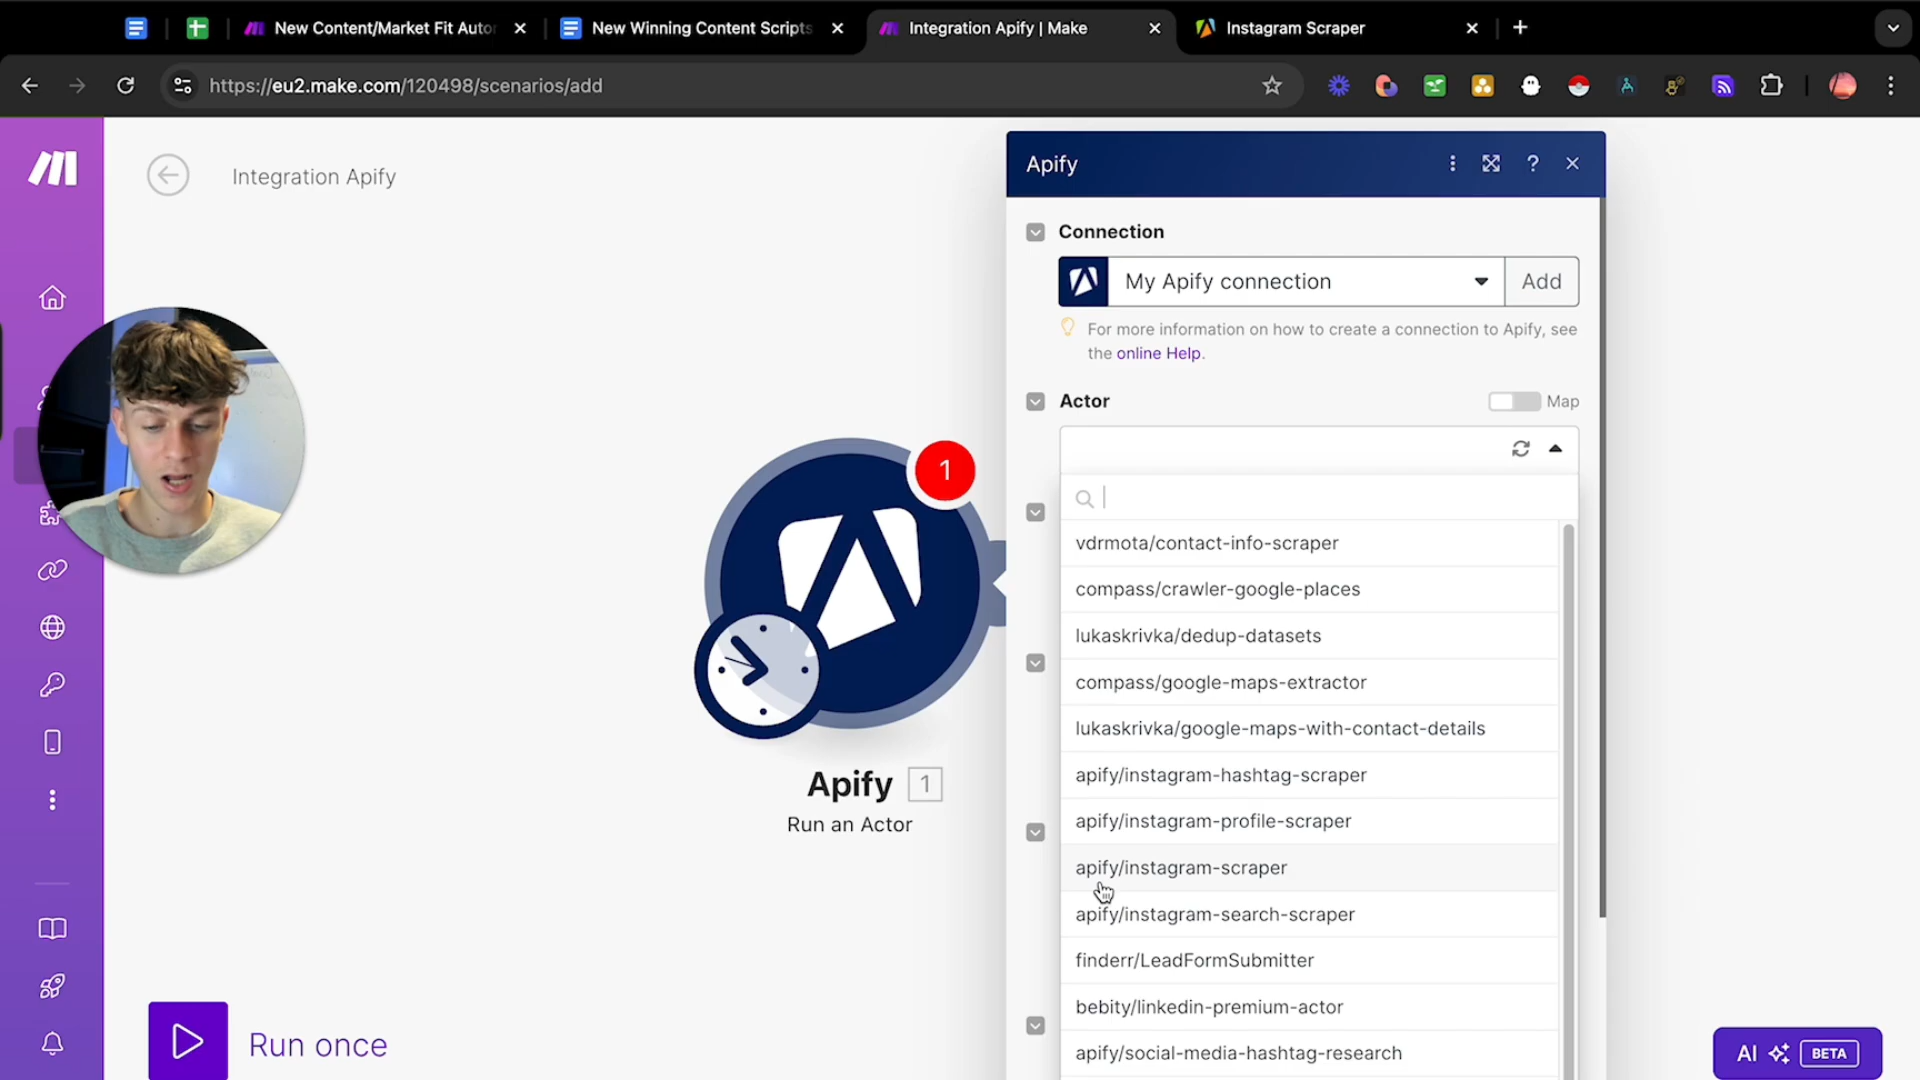 New Content/Market Fit Autor
New Winning Content Scripts
Integration Apify | Make
Instagram Scraper
https://eu2.make.com/120498/scenarios/add
Integration Apify
Apify
Connection
My Apify connection
Add
For more information on how to create a connection to Apify, see
the online Help.
Actor
Map
vdrmota/contact-info-scraper
compass/crawler-google-places
lukaskrivka/dedup-datasets
compass/google-maps-extractor
lukaskrivka/google-maps-with-contact-details
apify/instagram-hashtag-scraper
apify/instagram-profile-scraper
apify/instagram-scraper
apify/instagram-search-scraper
finderr/LeadFormSubmitter
bebity/linkedin-premium-actor
apify/social-media-hashtag-research
1
Apify 1
Run an Actor
Run once
AI BETA